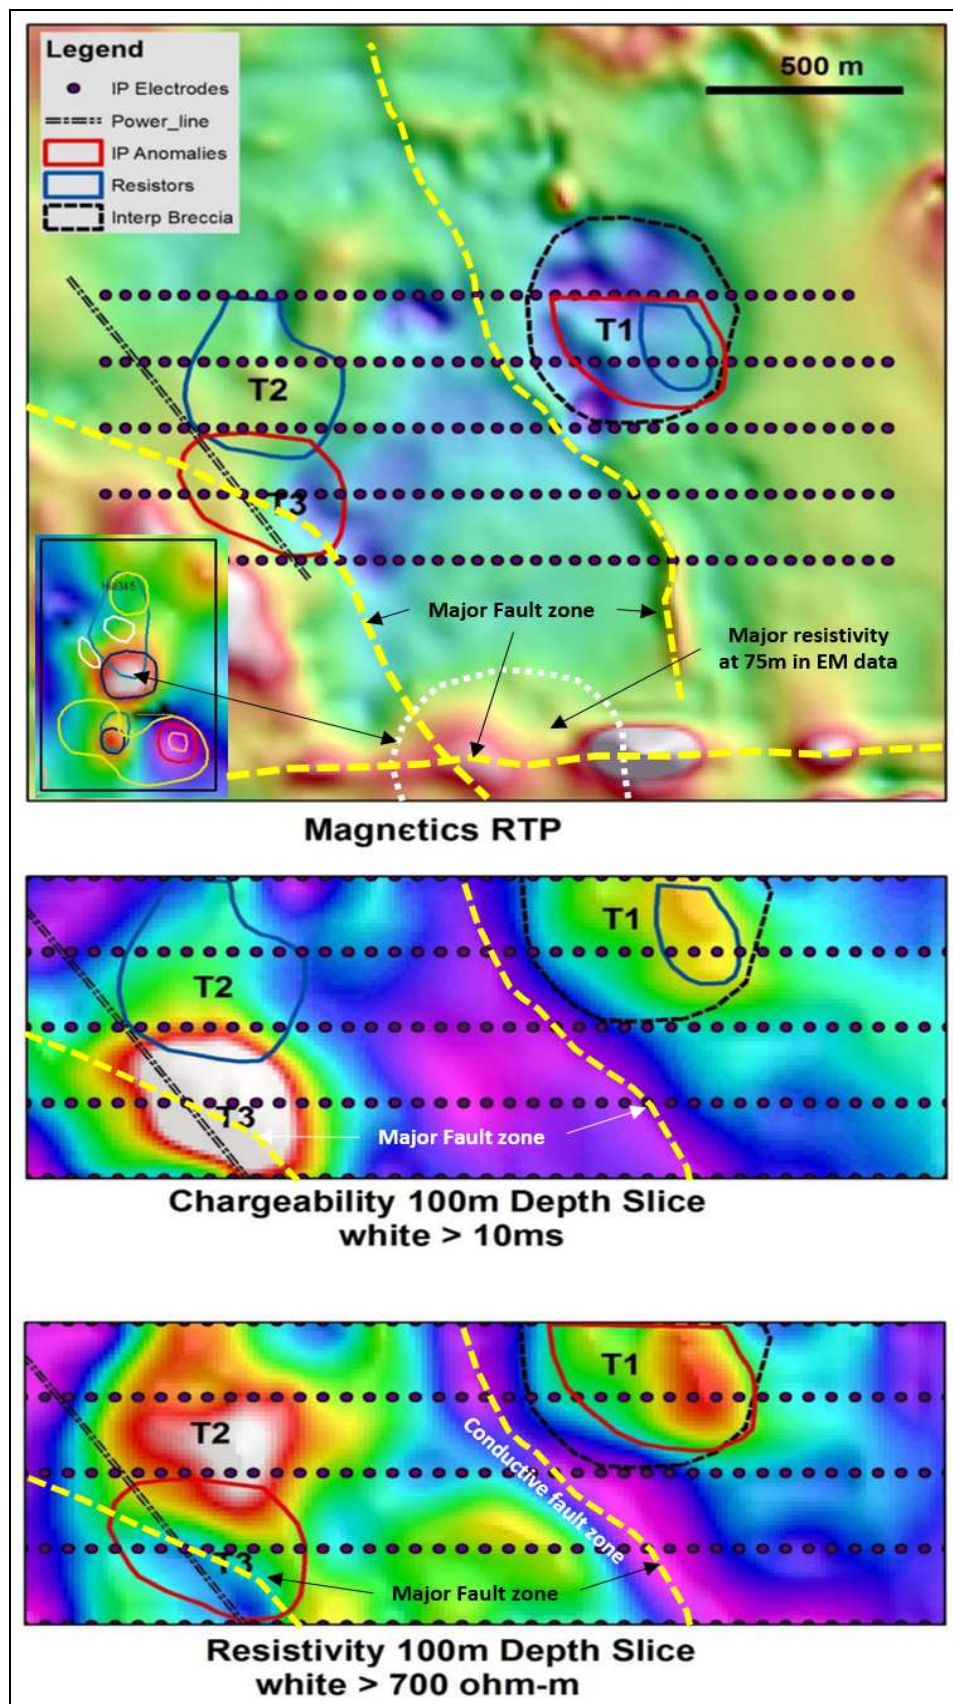 Legend
IP Electrodes
Power_line
IP Anomalies
Resistors
Interp Breccia
500 m
T1
T2
T3
Major Fault zone
Major resistivity
at 75m in EM data
Magnetics RTP
T1
T2
T3
Major Fault zone
Chargeability 100m Depth Slice
white > 10ms
T1
T2
Conductive fault zone
T3
Major Fault zone
Resistivity 100m Depth Slice
white > 700 ohm-m